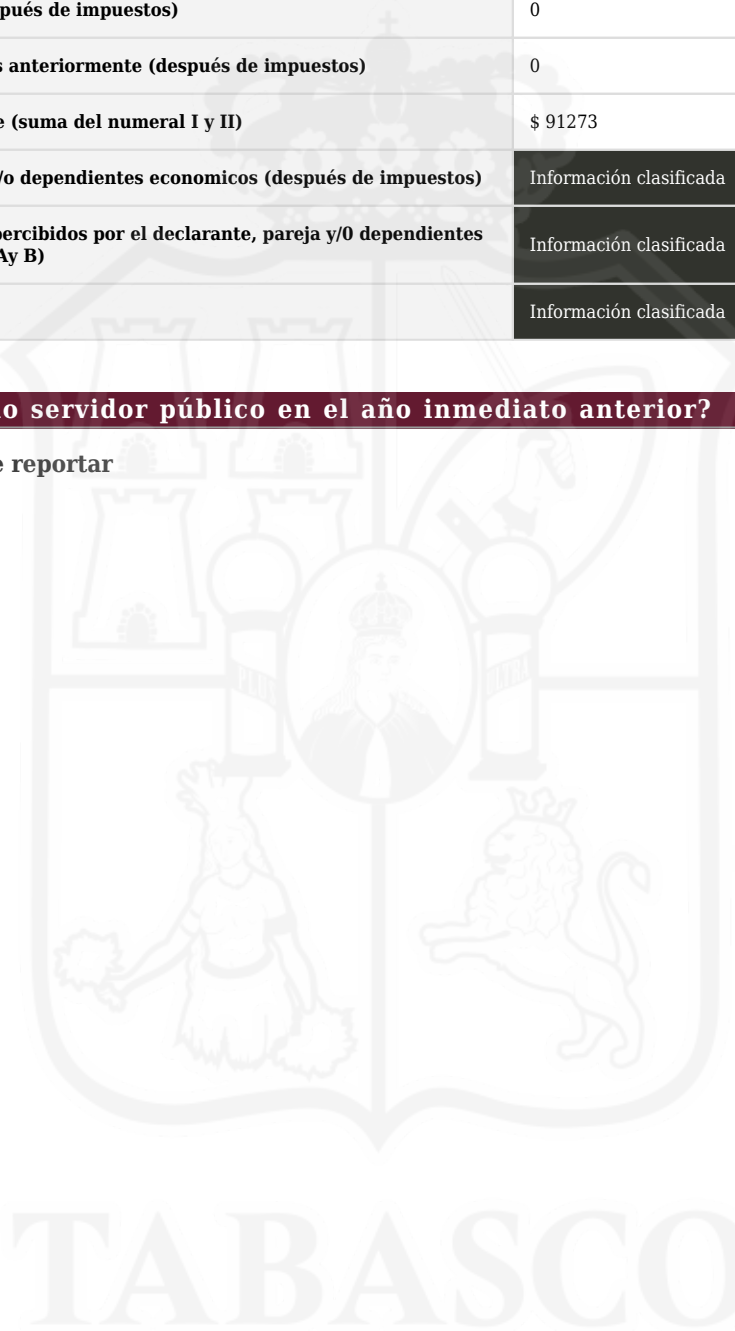 pués de impuestos) 0
s anteriormente (después de impuestos) 0
e (suma del numeral I y II) $ 91273
/o dependientes economicos (después de impuestos) Información clasificada
percibidos por el declarante, pareja y/0 dependientes Información clasificada
Ay B)
Información clasificada
o servidor público en el año inmediato anterior?
e reportar
PLUS ULTRA
TABASCO